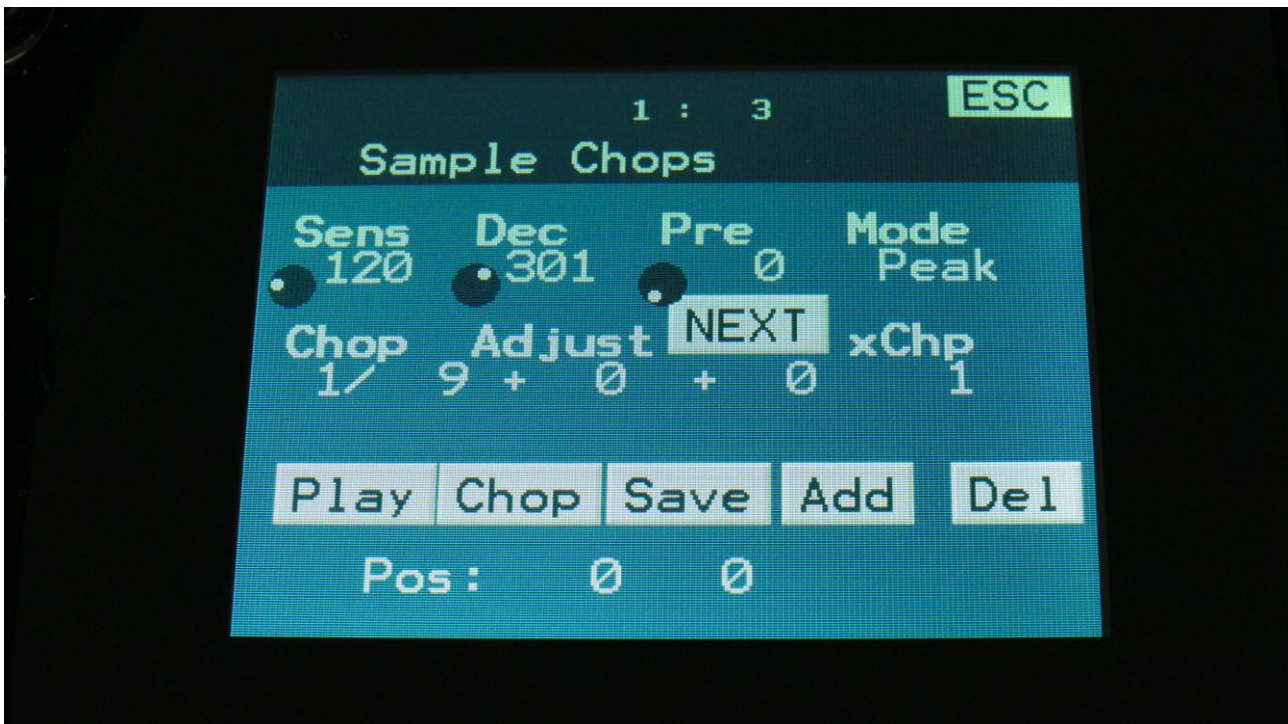 1 : 3 ESC
Sample Chops
Sens Dec Pre Mode
120 301 0 Peak
Chop Adjust NEXT xChp
1/ 9 + 0 + 0 1
Play Chop Save Add Del
Pos: 0 0